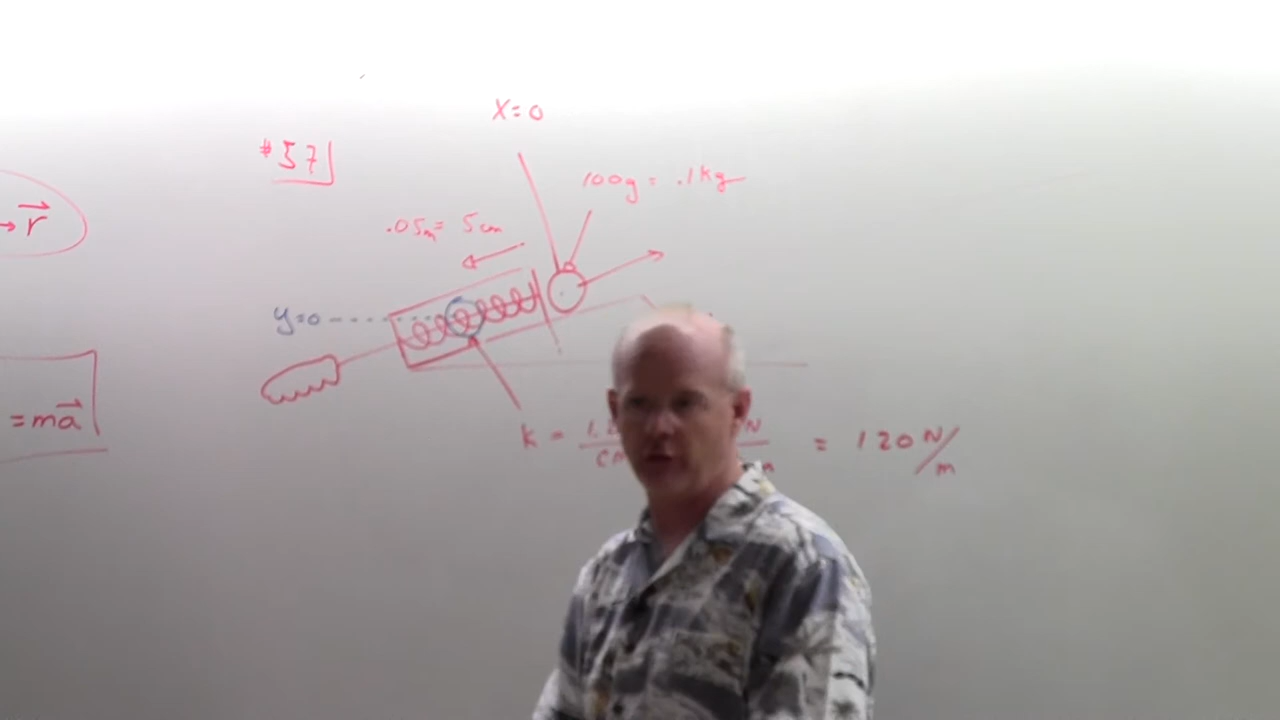 X=0
#57
100g = .1kg
→r
.05m = 5cm
y=0
=ma
k = = 120 N/m